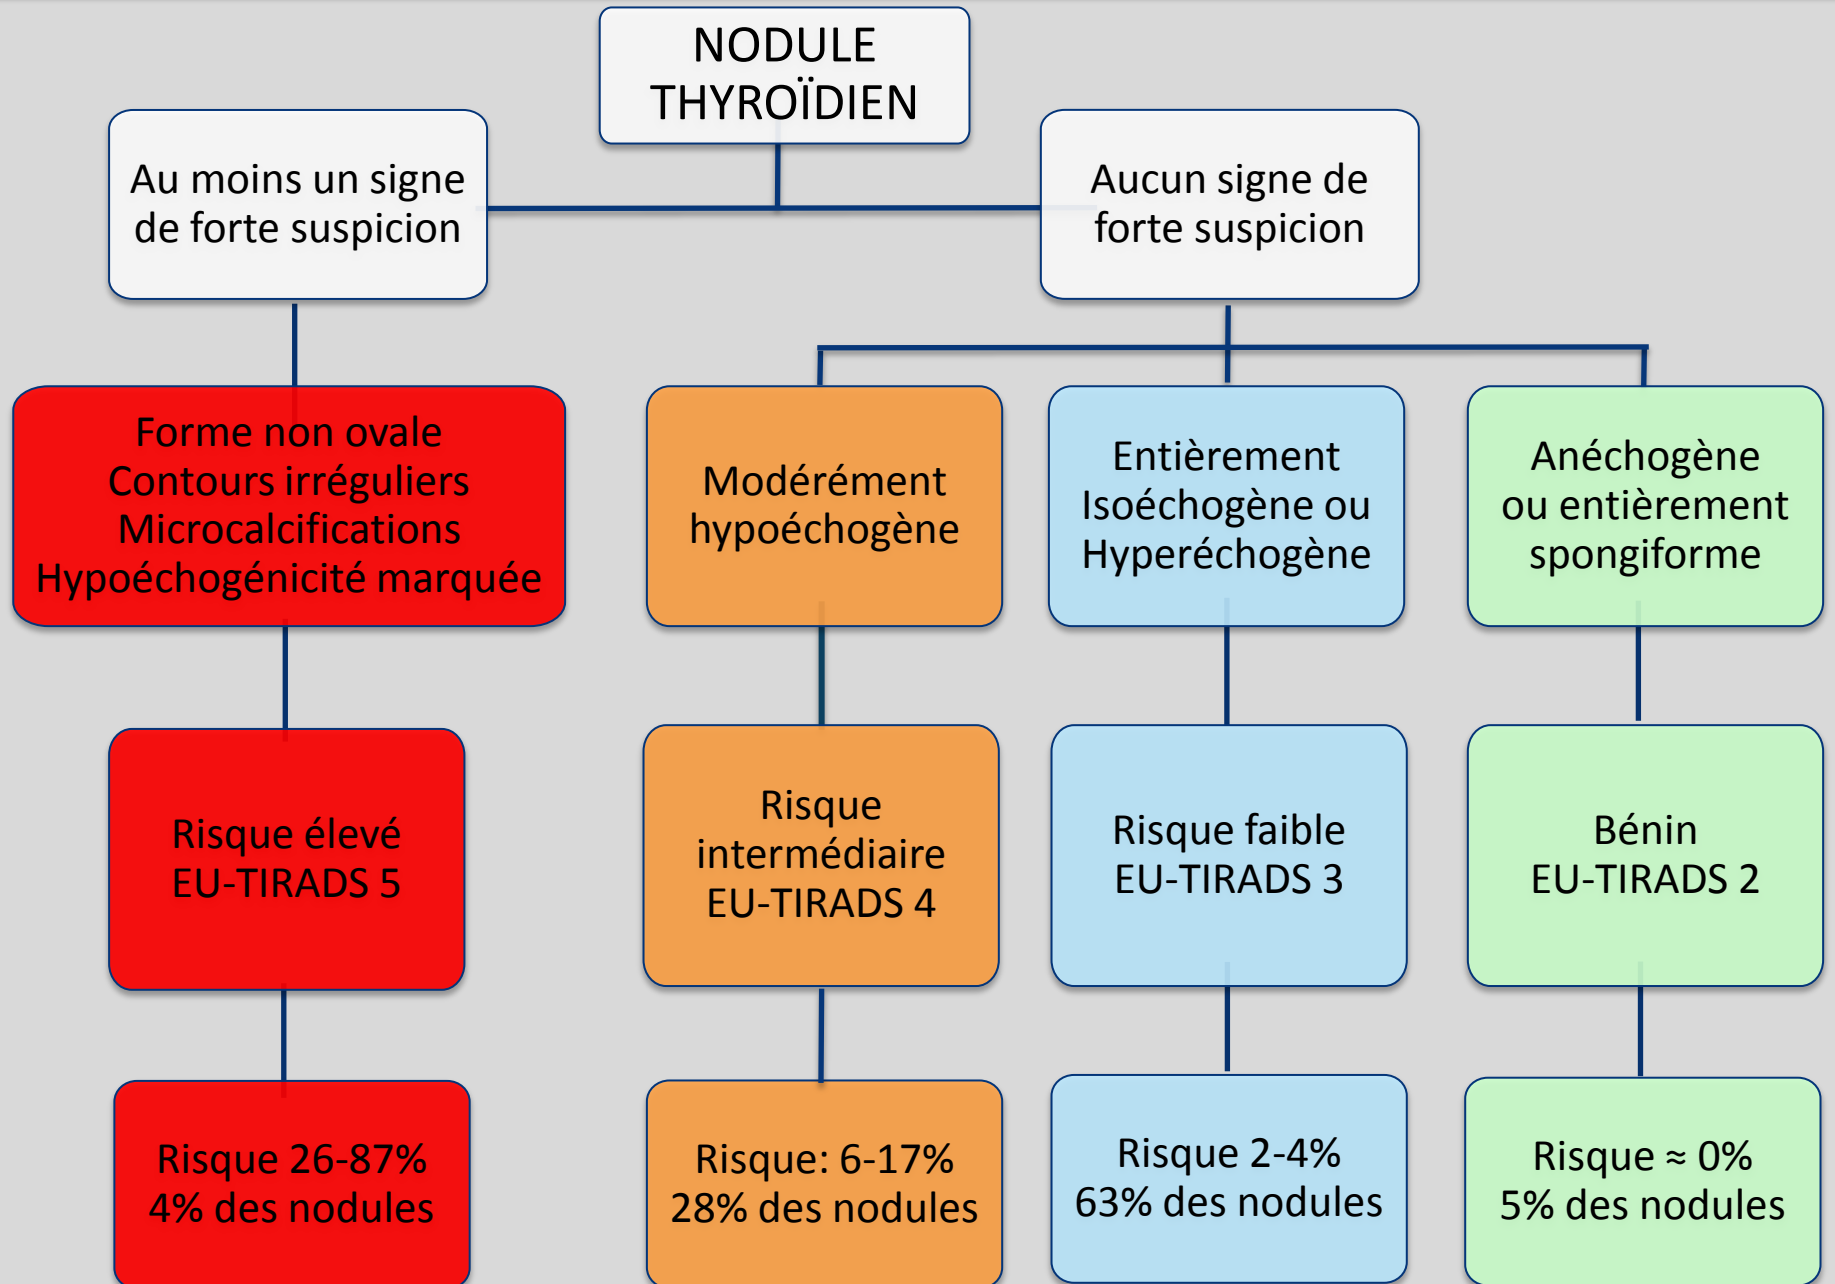 NODULE
THYROÏDIEN
Au moins un signe
de forte suspicion
Aucun signe de
forte suspicion
Forme non ovale
Contours irréguliers
Microcalcifications
Hypoéchogénicité marquée
Modérément
hypoéchogène
Entièrement
Isoéchogène ou
Hyperéchogène
Anéchogène
ou entièrement
spongiforme
Risque élevé
EU-TIRADS 5
Risque
intermédiaire
EU-TIRADS 4
Risque faible
EU-TIRADS 3
Bénin
EU-TIRADS 2
Risque 26-87%
4% des nodules
Risque: 6-17%
28% des nodules
Risque 2-4%
63% des nodules
Risque ≈ 0%
5% des nodules